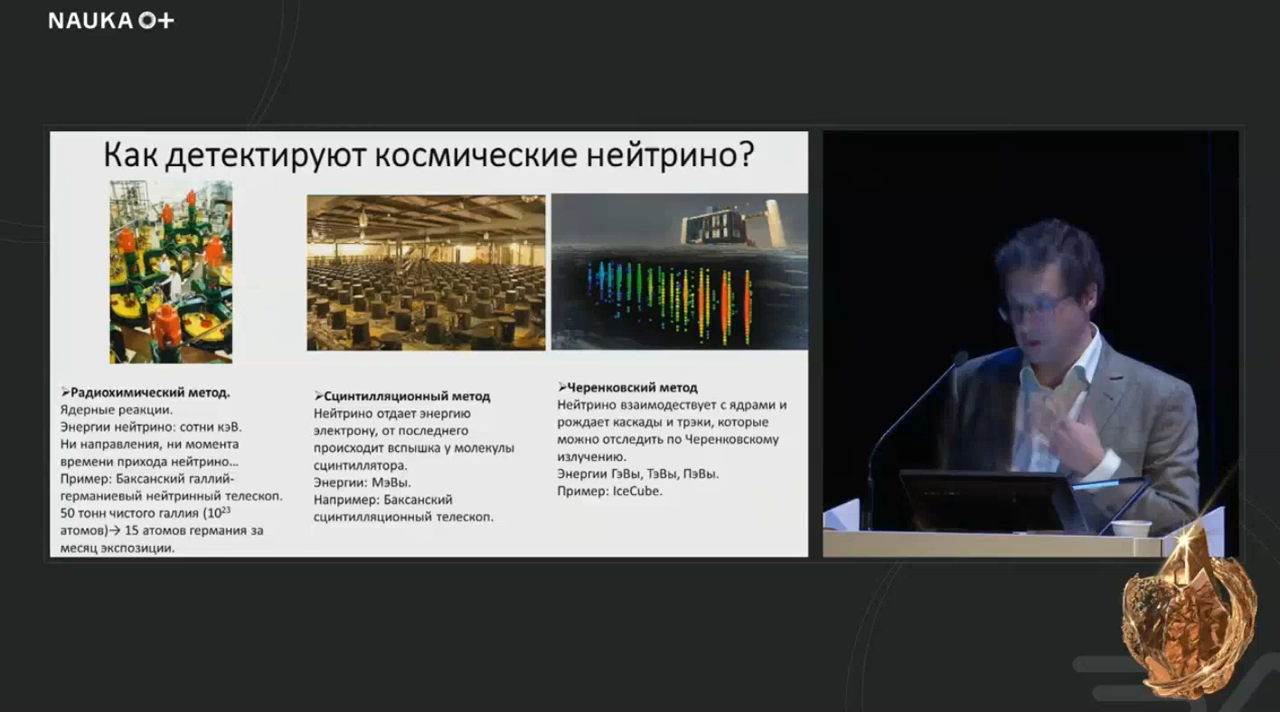 NAUKA O+
Как детектируют космические нейтрино?
➢Радиохимический метод.
Ядерные реакции.
Энергии нейтрино: сотни кэВ.
Ни направления, ни момента
времени прихода нейтрино...
Пример: Баксанский галлий-
германиевый нейтринный телескоп.
50 тонн чистого галлия (10²³
атомов)→ 15 атомов германия за
месяц экспозиции.
➢Сцинтилляционный метод
Нейтрино отдает энергию
электрону, от последнего
происходит вспышка у молекулы
сцинтиллятора.
Энергии: МэВы.
Например: Баксанский
сцинтилляционный телескоп.
➢Черенковский метод
Нейтрино взаимодествует с ядрами и
рождает каскады и трэки, которые
можно отследить по Черенковскому
излучению.
Энергии ГэВы, ТэВы, ПэВы.
Пример: IceCube.